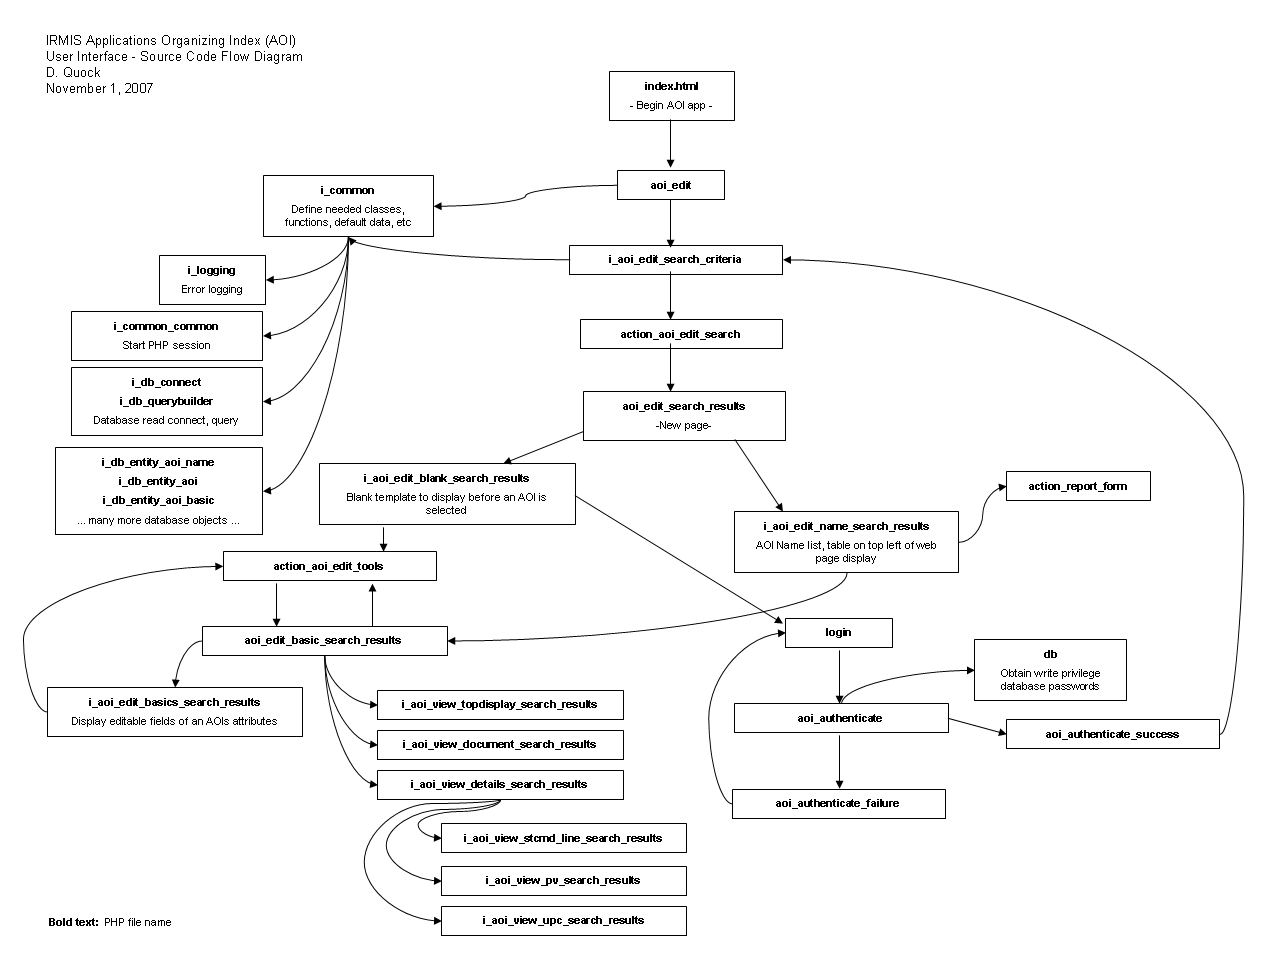 IRMIS Applications Organizing Index (AOI)
User Interface - Source Code Flow Diagram
D. Quock
November 1, 2007
index.html
- Begin AOI app -
aoi_edit
i_common
Define needed classes,
functions, default data, etc
i_aoi_edit_search_criteria
i_logging
Error logging
i_common_common
Start PHP session
action_aoi_edit_search
i_db_connect
i_db_querybuilder
Database read connect, query
aoi_edit_search_results
-New page-
i_db_entity_aoi_name
i_db_entity_aoi
i_db_entity_aoi_basic
... many more database objects ...
i_aoi_edit_blank_search_results
Blank template to display before an AOI is
selected
action_report_form
i_aoi_edit_name_search_results
AOI Name list, table on top left of web
page display
action_aoi_edit_tools
login
aoi_edit_basic_search_results
db
Obtain write privilege
database passwords
i_aoi_edit_basics_search_results
Display editable fields of an AOIs attributes
i_aoi_view_topdisplay_search_results
aoi_authenticate
aoi_authenticate_success
i_aoi_view_document_search_results
i_aoi_view_details_search_results
aoi_authenticate_failure
i_aoi_view_stcmd_line_search_results
i_aoi_view_pv_search_results
i_aoi_view_upc_search_results
Bold text: PHP file name